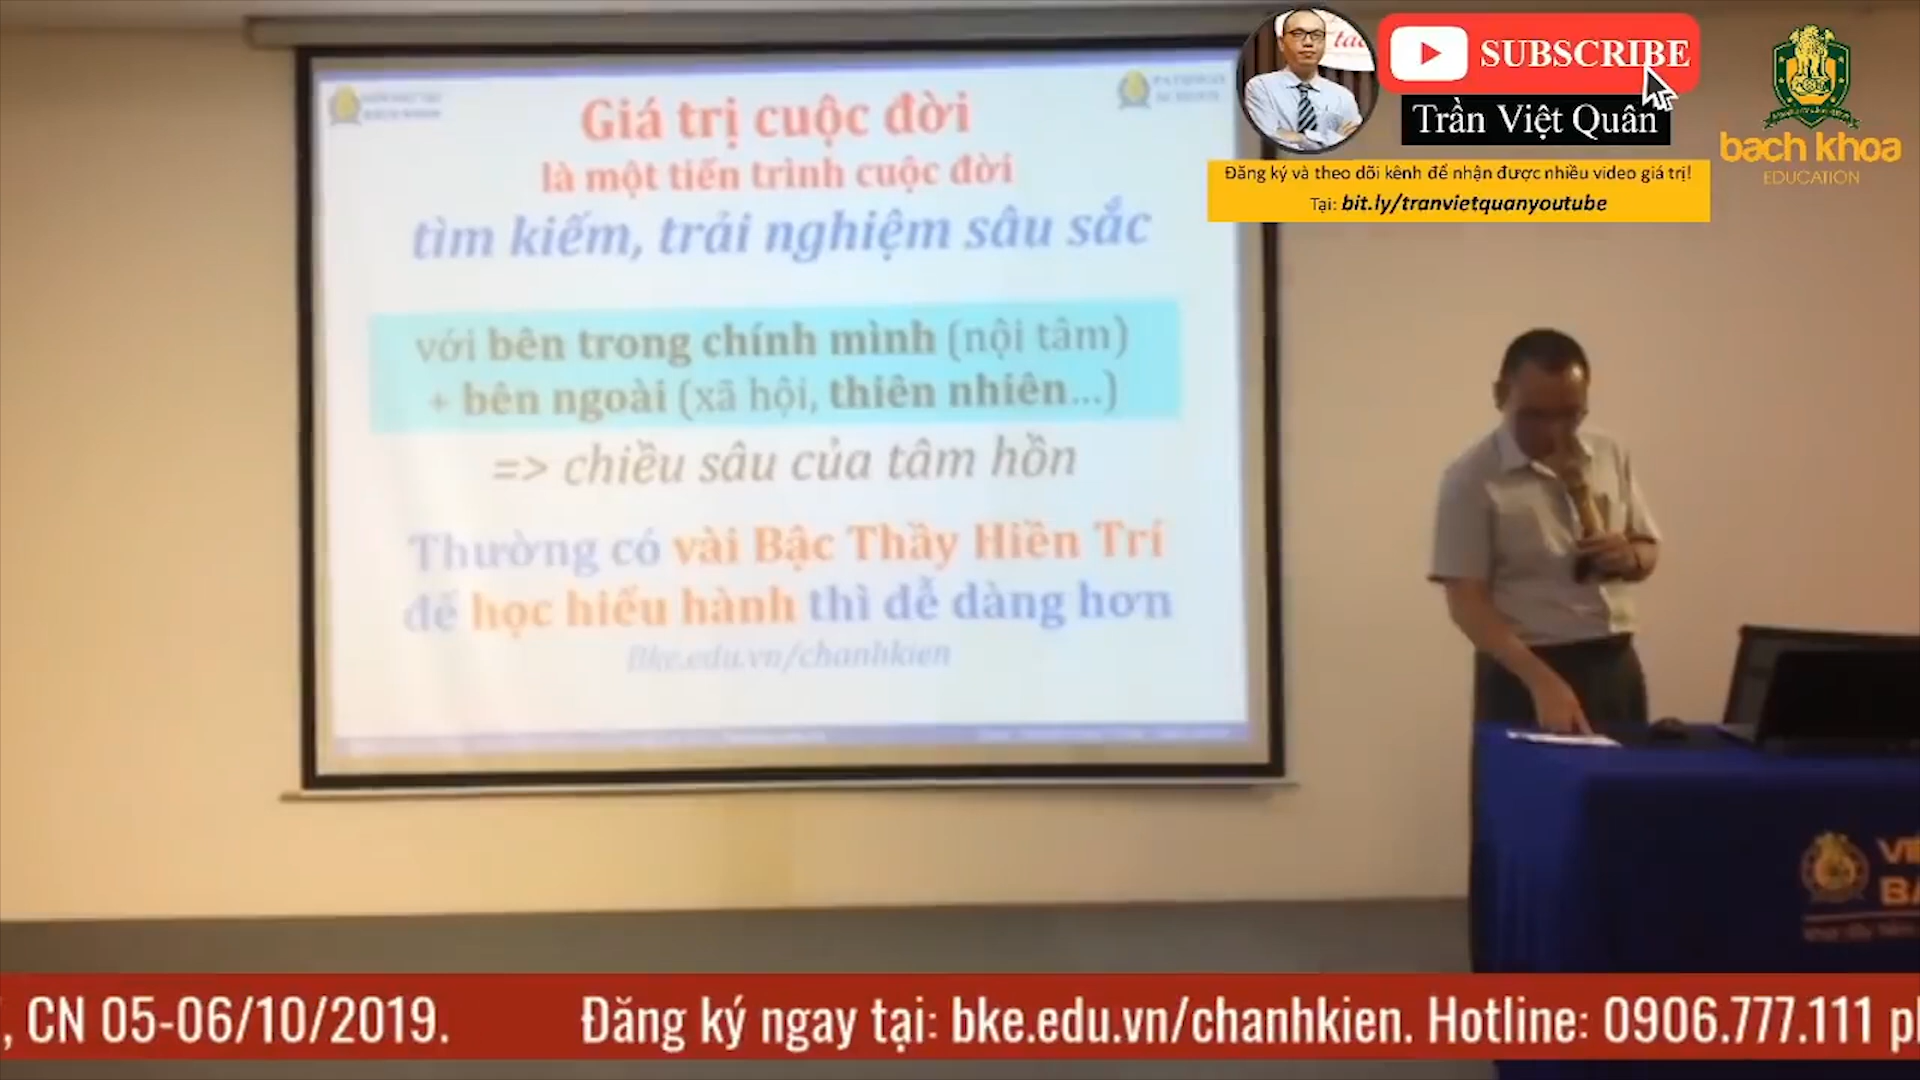 Giá trị cuộc đời
là một tiến trình cuộc đời
tìm kiếm, trải nghiệm sâu sắc
với bên trong chính mình (nội tâm)
+ bên ngoài (xã hội, thiên nhiên...)
=> chiều sâu của tâm hồn
Thường có vài Bậc Thầy Hiền Trí
để học hiểu hành thì dễ dàng hơn
Bke.edu.vn/chanhkien
SUBSCRIBE
Trần Việt Quân
Đăng ký và theo dõi kênh để nhận được nhiều video giá trị!
Tại: bit.ly/tranvietquanyoutube
bach khoa
EDUCATION
VIỆ
BÁ
, CN 05-06/10/2019. Đăng ký ngay tại: bke.edu.vn/chanhkien. Hotline: 0906.777.111 ph